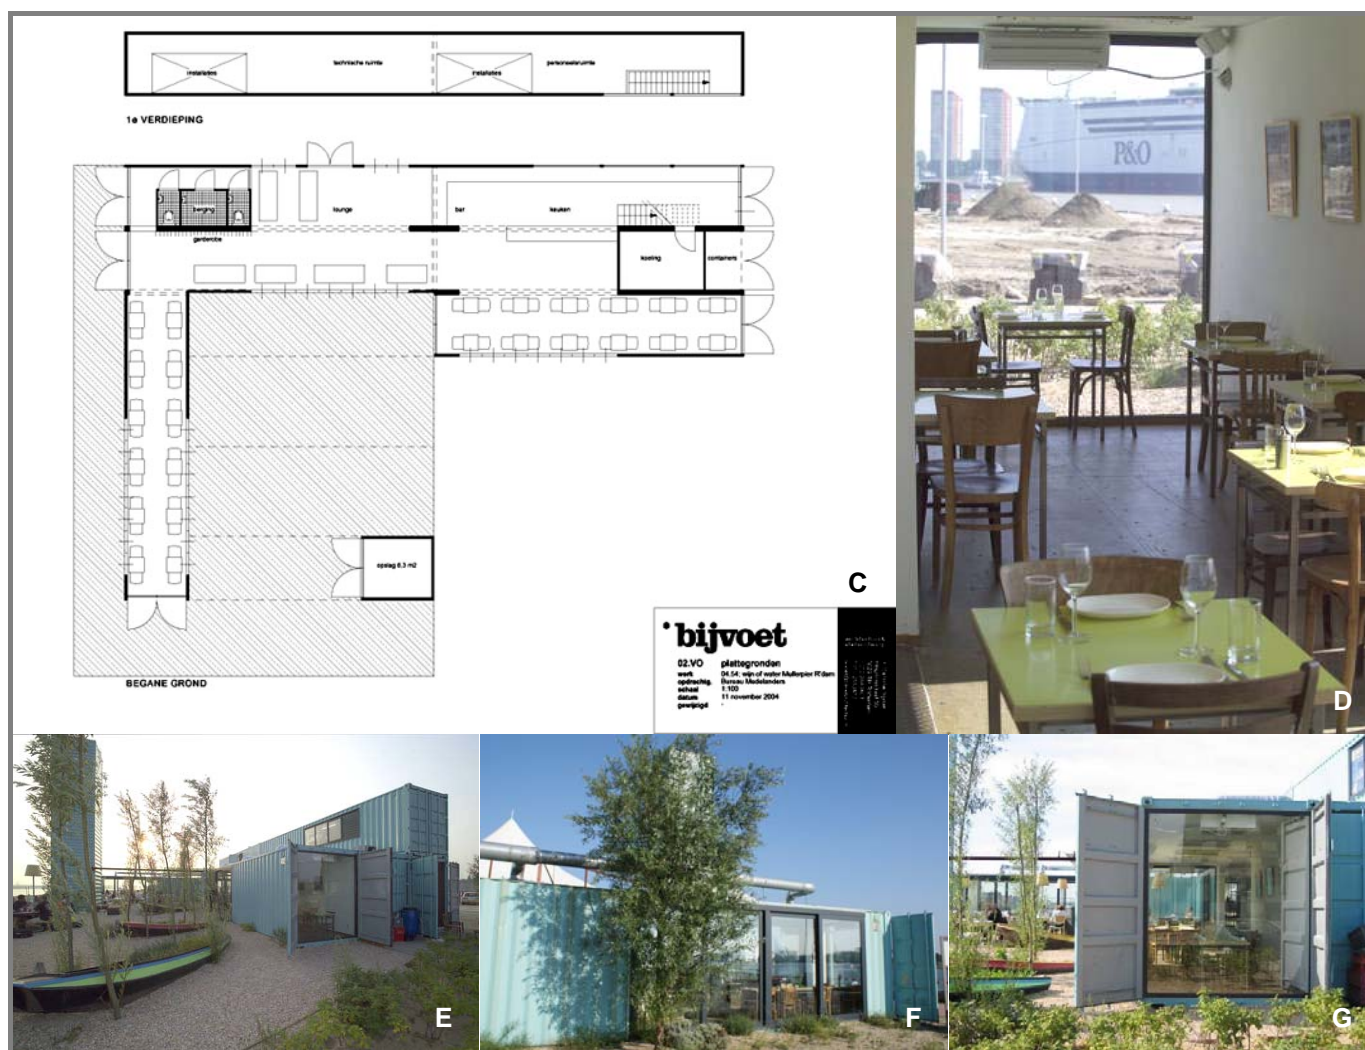 installaties
technische ruimte
installaties
personeelsruimte
1e VERDIEPING
berging
lounge
bar
keuken
garderobe
koeling
containers
opslag 6.3 m2
BEGANE GROND
C
bijvoet
02.VO plattegronden
werk 04.54: wijn of water Mullerpier R'dam
opdrachtg. Bureau Medelanders
schaal 1:100
datum 11 november 2004
gewijzigd -
P&O
D
E
F
G